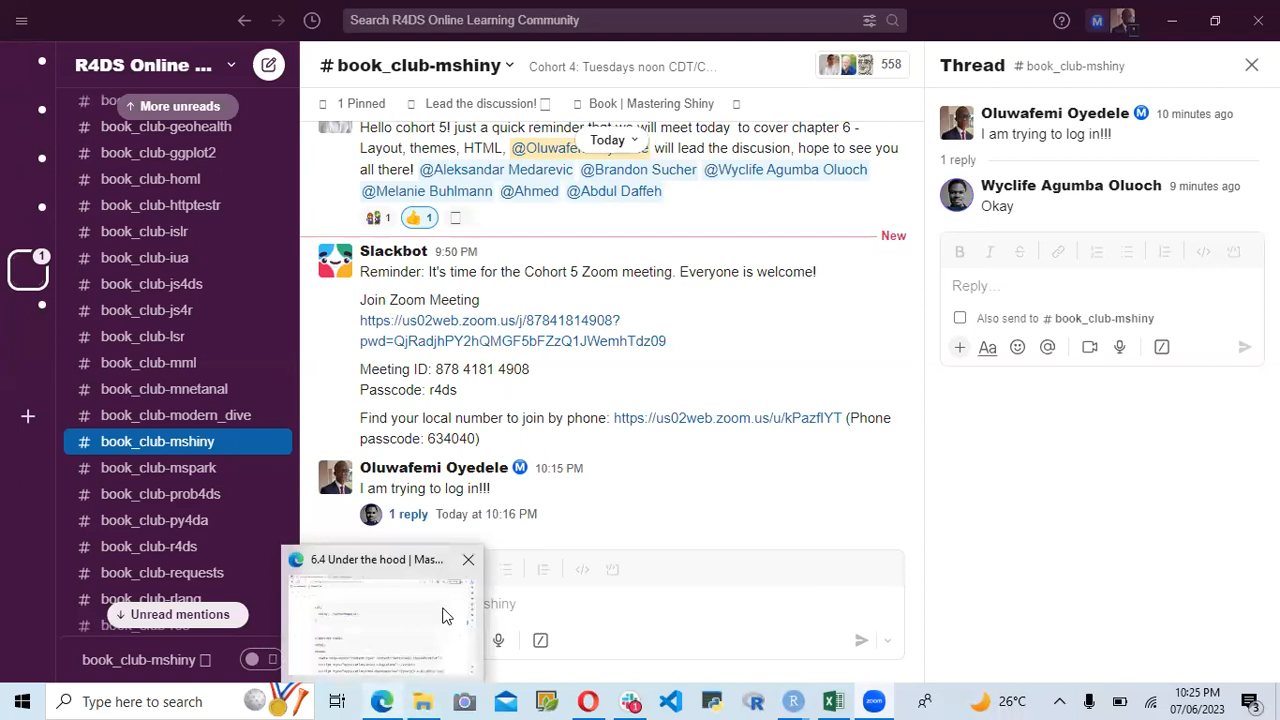 Search R4DS Online Learning Community
M
R4DS Online ...
More unreads
book_club-geohealth
book_club-ggplot2
book_club-homl
book_club-httptestr
book_club-islr
book_club-iua
book_club-js4ds
book_club-js4r
book_club-lsr
book_club-mml
book_club-mnetanal
book_club-modern_dive
book_club-mshiny
book_club-mspark
book_club-prob4ds
book_club-py4da
book_club-r4ds
book_club-requests
book_club-rlang
Unread mentions
1
# book_club-mshiny
Cohort 4: Tuesdays noon CDT/C…
558
1 Pinned
Lead the discussion!
Book | Mastering Shiny
Hello cohort 5! just a quick reminder that we will meet today to cover chapter 6 -
Today
Layout, themes, HTML, will lead the discusion, hope to see you
all there! @Aleksandar Medarevic @Brandon Sucher @Wyclife Agumba Oluoch
@Melanie Buhlmann @Ahmed @Abdul Daffeh
1 1
New
Slackbot 9:50 PM
Reminder: It's time for the Cohort 5 Zoom meeting. Everyone is welcome!
Join Zoom Meeting
https://us02web.zoom.us/j/87841814908?
pwd=QjRadjhPY2hQMGF5bFZzQ1JWemhTdz09
Meeting ID: 878 4181 4908
Passcode: r4ds
Find your local number to join by phone: https://us02web.zoom.us/u/kPazfIYT (Phone
passcode: 634040)
Oluwafemi Oyedele M 10:15 PM
I am trying to log in!!!
1 reply Today at 10:16 PM
6.4 Under the hood | Mas...
shiny
Thread # book_club-mshiny
Oluwafemi Oyedele M 10 minutes ago
I am trying to log in!!!
1 reply
Wyclife Agumba Oluoch 9 minutes ago
Okay
B I S
Reply…
Also send to # book_club-mshiny
Aa
Type here to search
26°C
10:25 PM
07/06/2023
3